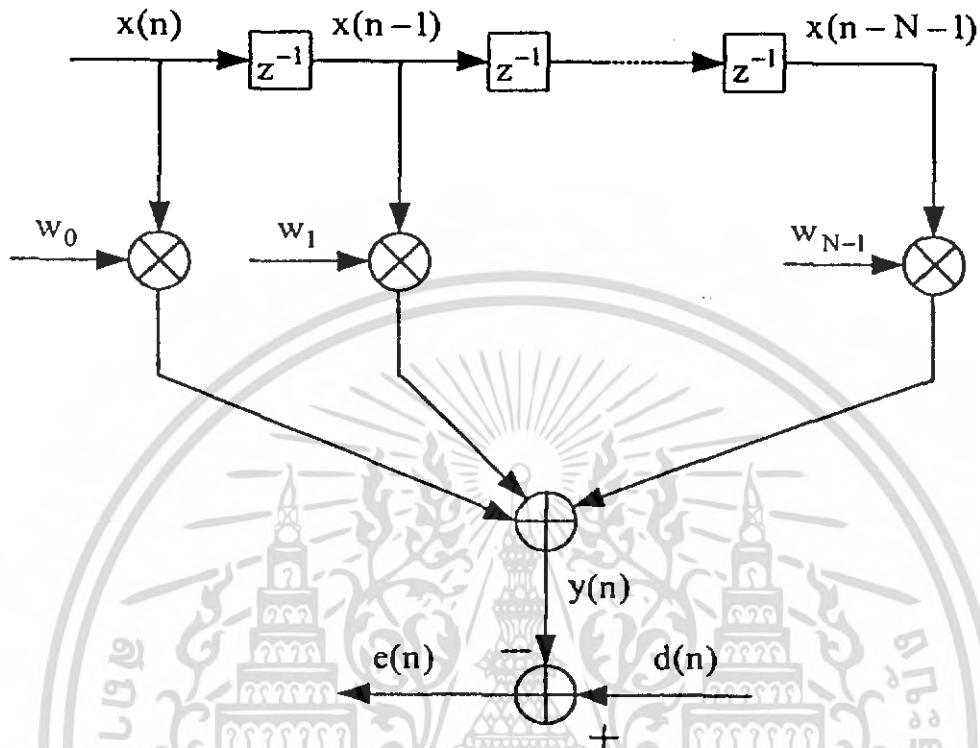 x(n)
x(n-1)
x(n-N-1)
z⁻¹
z⁻¹
z⁻¹
w₀
w₁
w_{N-1}
y(n)
e(n)
−
d(n)
+